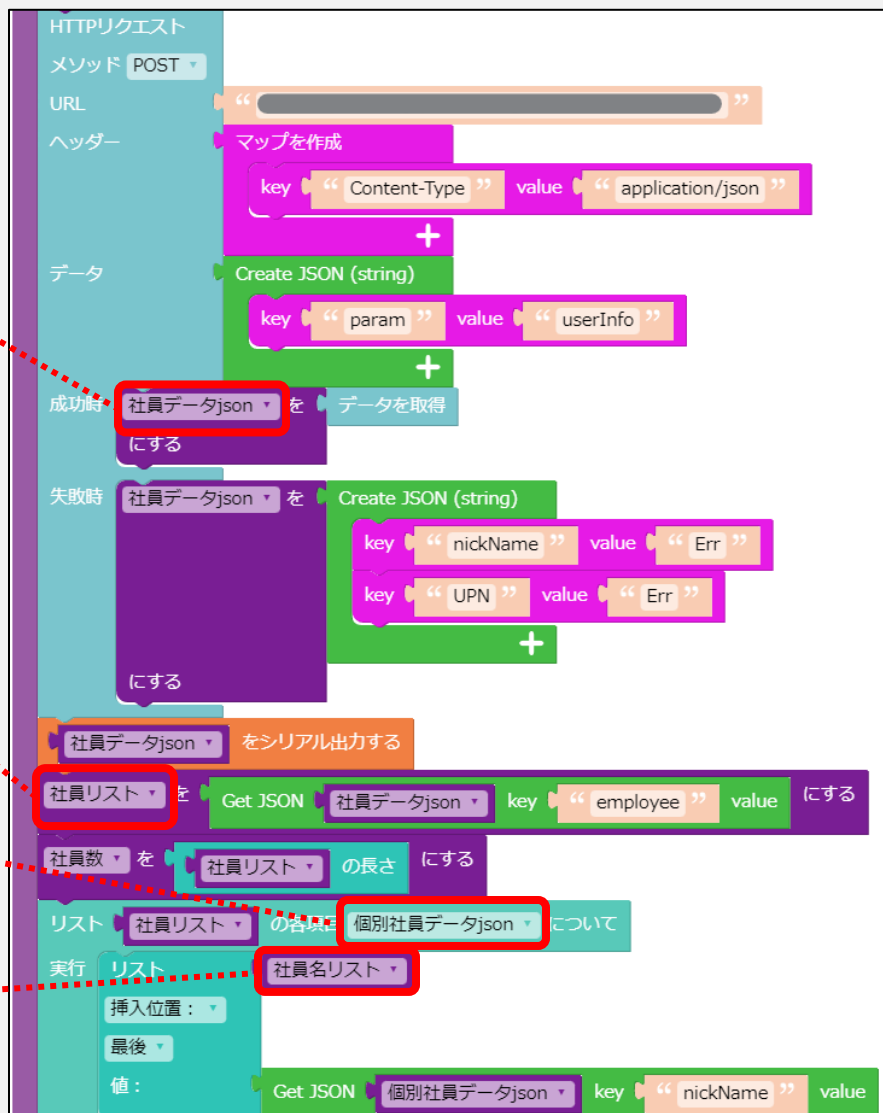 HTTPリクエスト
メソッド POST
URL “ ”
ヘッダー マップを作成
key “ Content-Type ” value “ application/json ”
+
データ Create JSON (string)
key “ param ” value “ userInfo ”
+
成功時 社員データjson を データを取得
にする
失敗時 社員データjson を Create JSON (string)
key “ nickName ” value “ Err ”
key “ UPN ” value “ Err ”
+
にする
社員データjson をシリアル出力する
社員リスト を Get JSON 社員データjson key “ employee ” value にする
社員数 を 社員リスト の長さ にする
リスト 社員リスト の各項目 個別社員データjson について
実行 リスト 社員名リスト
挿入位置：
最後
値： Get JSON 個別社員データjson key “ nickName ” value